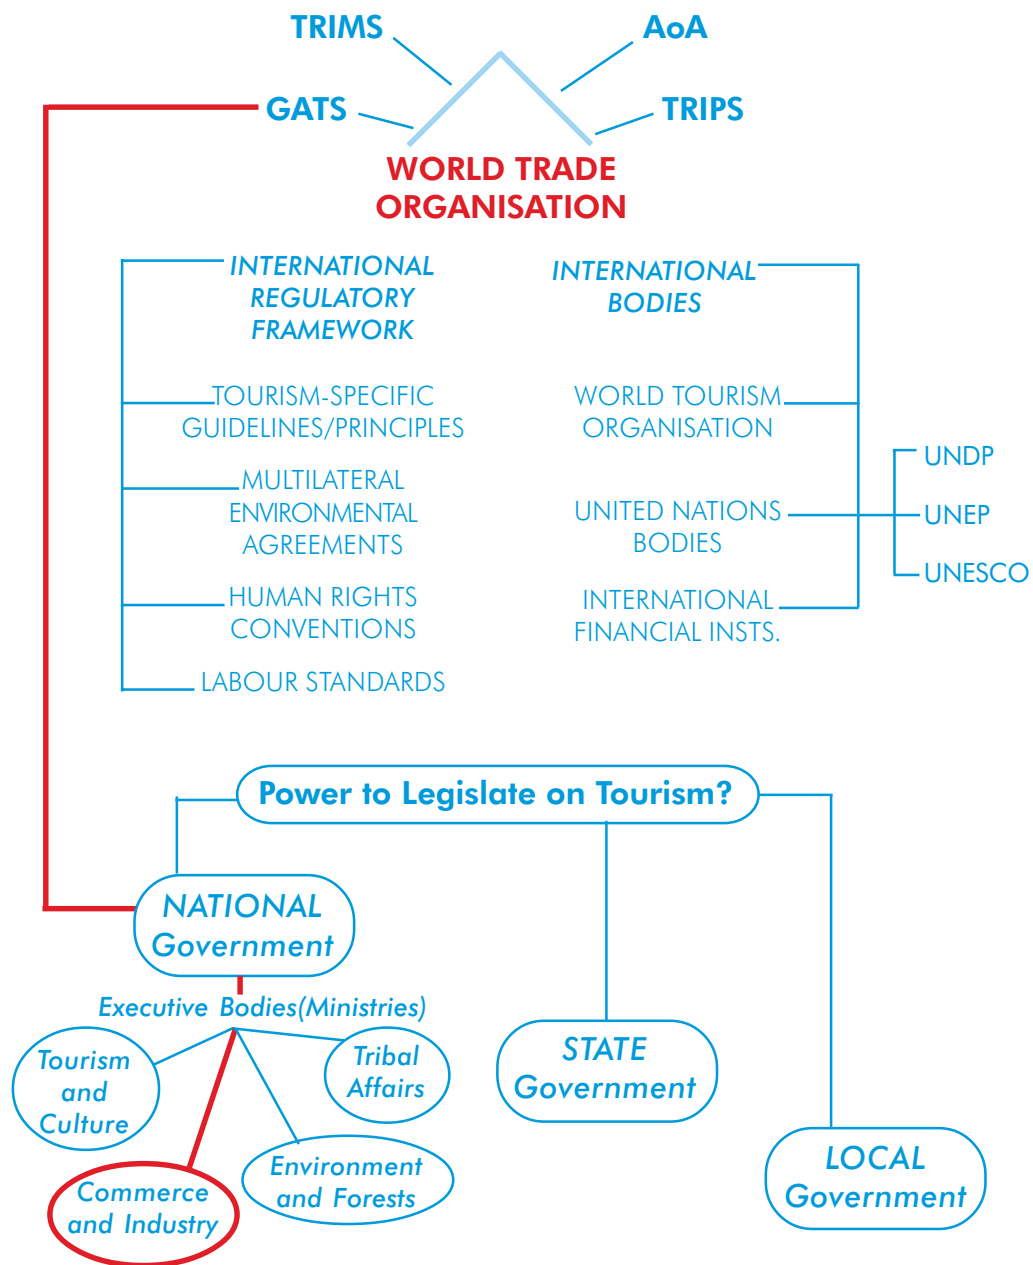 TRIMS
AoA
GATS
TRIPS
WORLD TRADE
ORGANISATION
INTERNATIONAL
REGULATORY
FRAMEWORK
TOURISM-SPECIFIC
GUIDELINES/PRINCIPLES
MULTILATERAL
ENVIRONMENTAL
AGREEMENTS
HUMAN RIGHTS
CONVENTIONS
LABOUR STANDARDS
INTERNATIONAL
BODIES
WORLD TOURISM
ORGANISATION
UNITED NATIONS
BODIES
UNDP
UNEP
UNESCO
INTERNATIONAL
FINANCIAL INSTS.
Power to Legislate on Tourism?
NATIONAL
Government
Executive Bodies(Ministries)
Tourism
and
Culture
Commerce
and Industry
Environment
and Forests
Tribal
Affairs
STATE
Government
LOCAL
Government